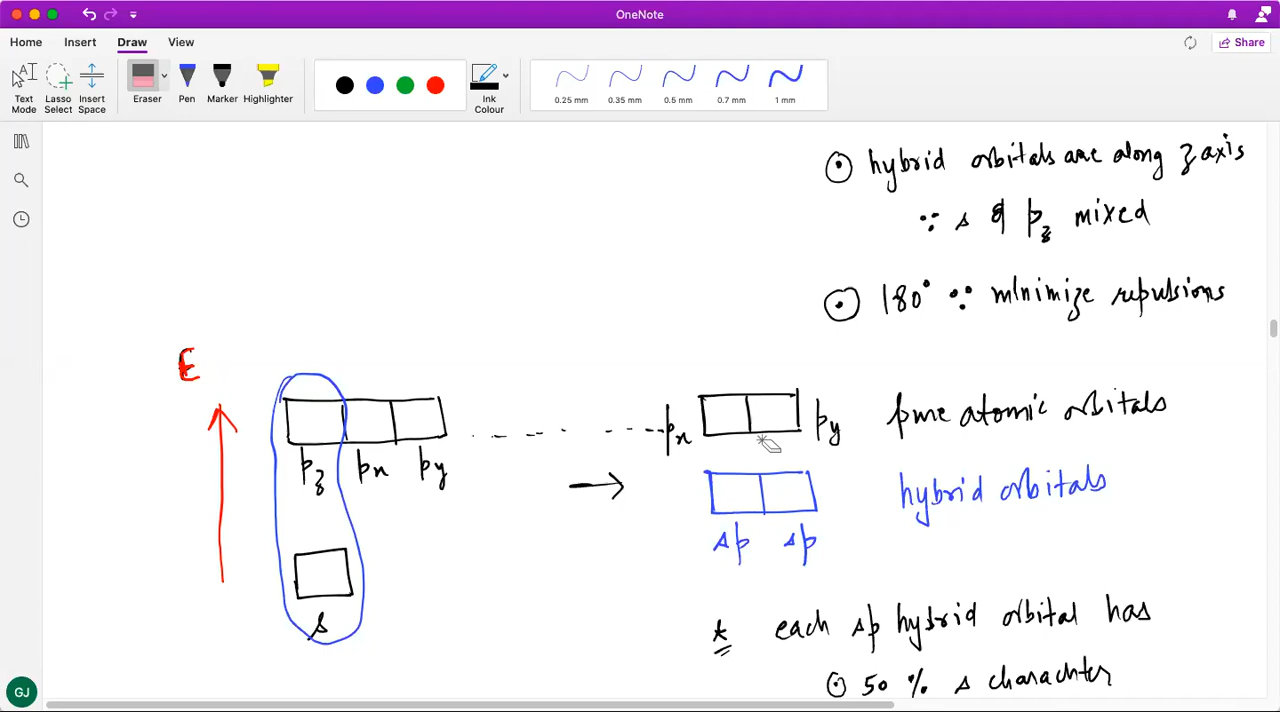 OneNote
Home Insert Draw View
Share
Text Mode
Lasso Select
Insert Space
Eraser
Pen
Marker
Highlighter
Ink Colour
0.25 mm 0.35 mm 0.5 mm 0.7 mm 1 mm
⊙ hybrid orbitals are along z axis
∵ s & pz mixed
⊙ 180° ∵ minimize repulsions
E
px py pure atomic orbitals
pz px py
→ hybrid orbitals
sp sp
s
* each sp hybrid orbital has
⊙ 50 % s charachter
GJ